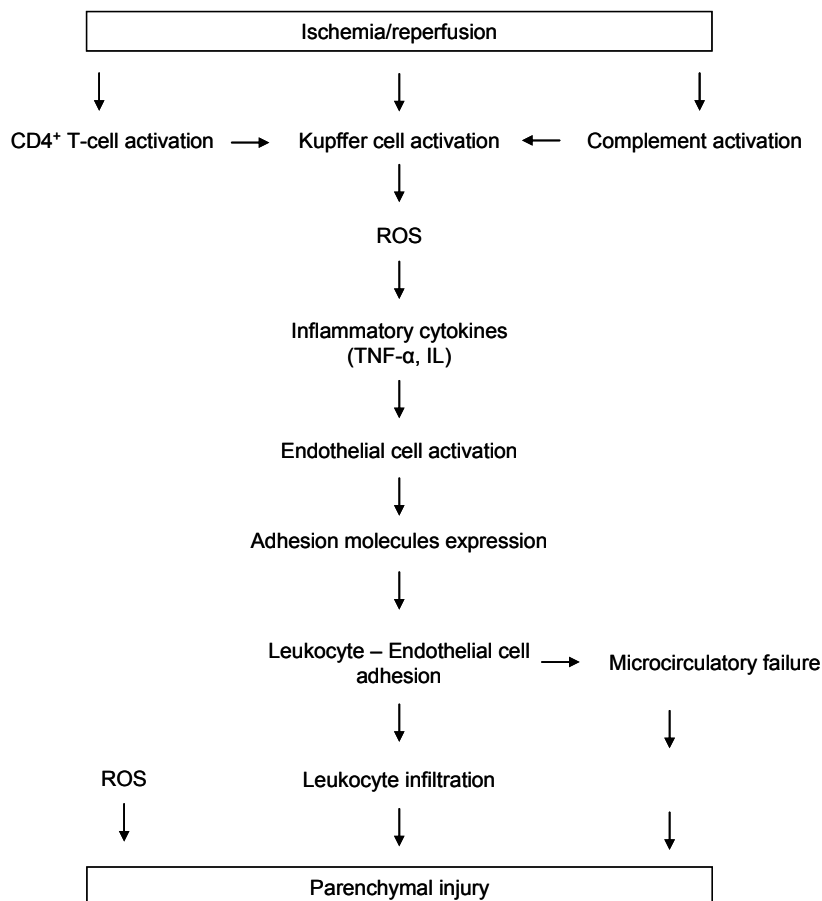 Ischemia/reperfusion
CD4⁺ T-cell activation
Kupffer cell activation
Complement activation
ROS
Inflammatory cytokines
(TNF-α, IL)
Endothelial cell activation
Adhesion molecules expression
Leukocyte – Endothelial cell
adhesion
Microcirculatory failure
ROS
Leukocyte infiltration
Parenchymal injury